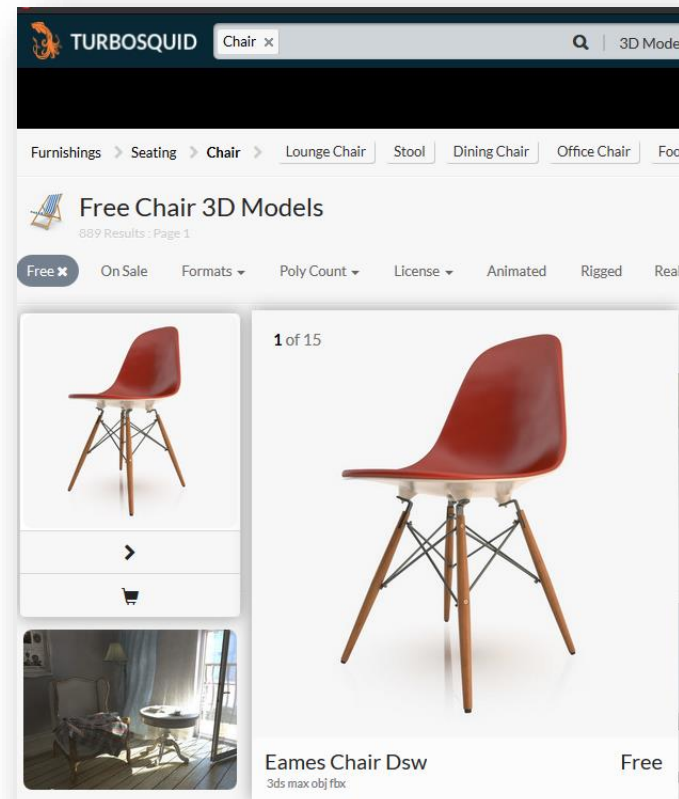 TURBOSQUID Chair × 3D Mode
Furnishings Seating Chair Lounge Chair Stool Dining Chair Office Chair Foo
Free Chair 3D Models
889 Results : Page 1
Free × On Sale Formats Poly Count License Animated Rigged Real
1 of 15
Eames Chair Dsw Free
3ds max obj fbx